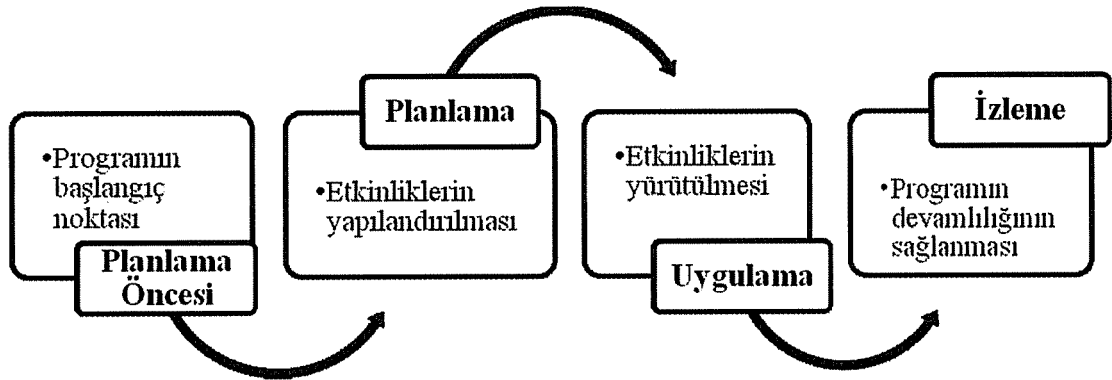 •Programın
başlangıç
noktası
Planlama
Öncesi
Planlama
•Etkinliklerin
yapılandırılması
•Etkinliklerin
yürütülmesi
Uygulama
İzleme
•Programın
devamlılığının
sağlanması